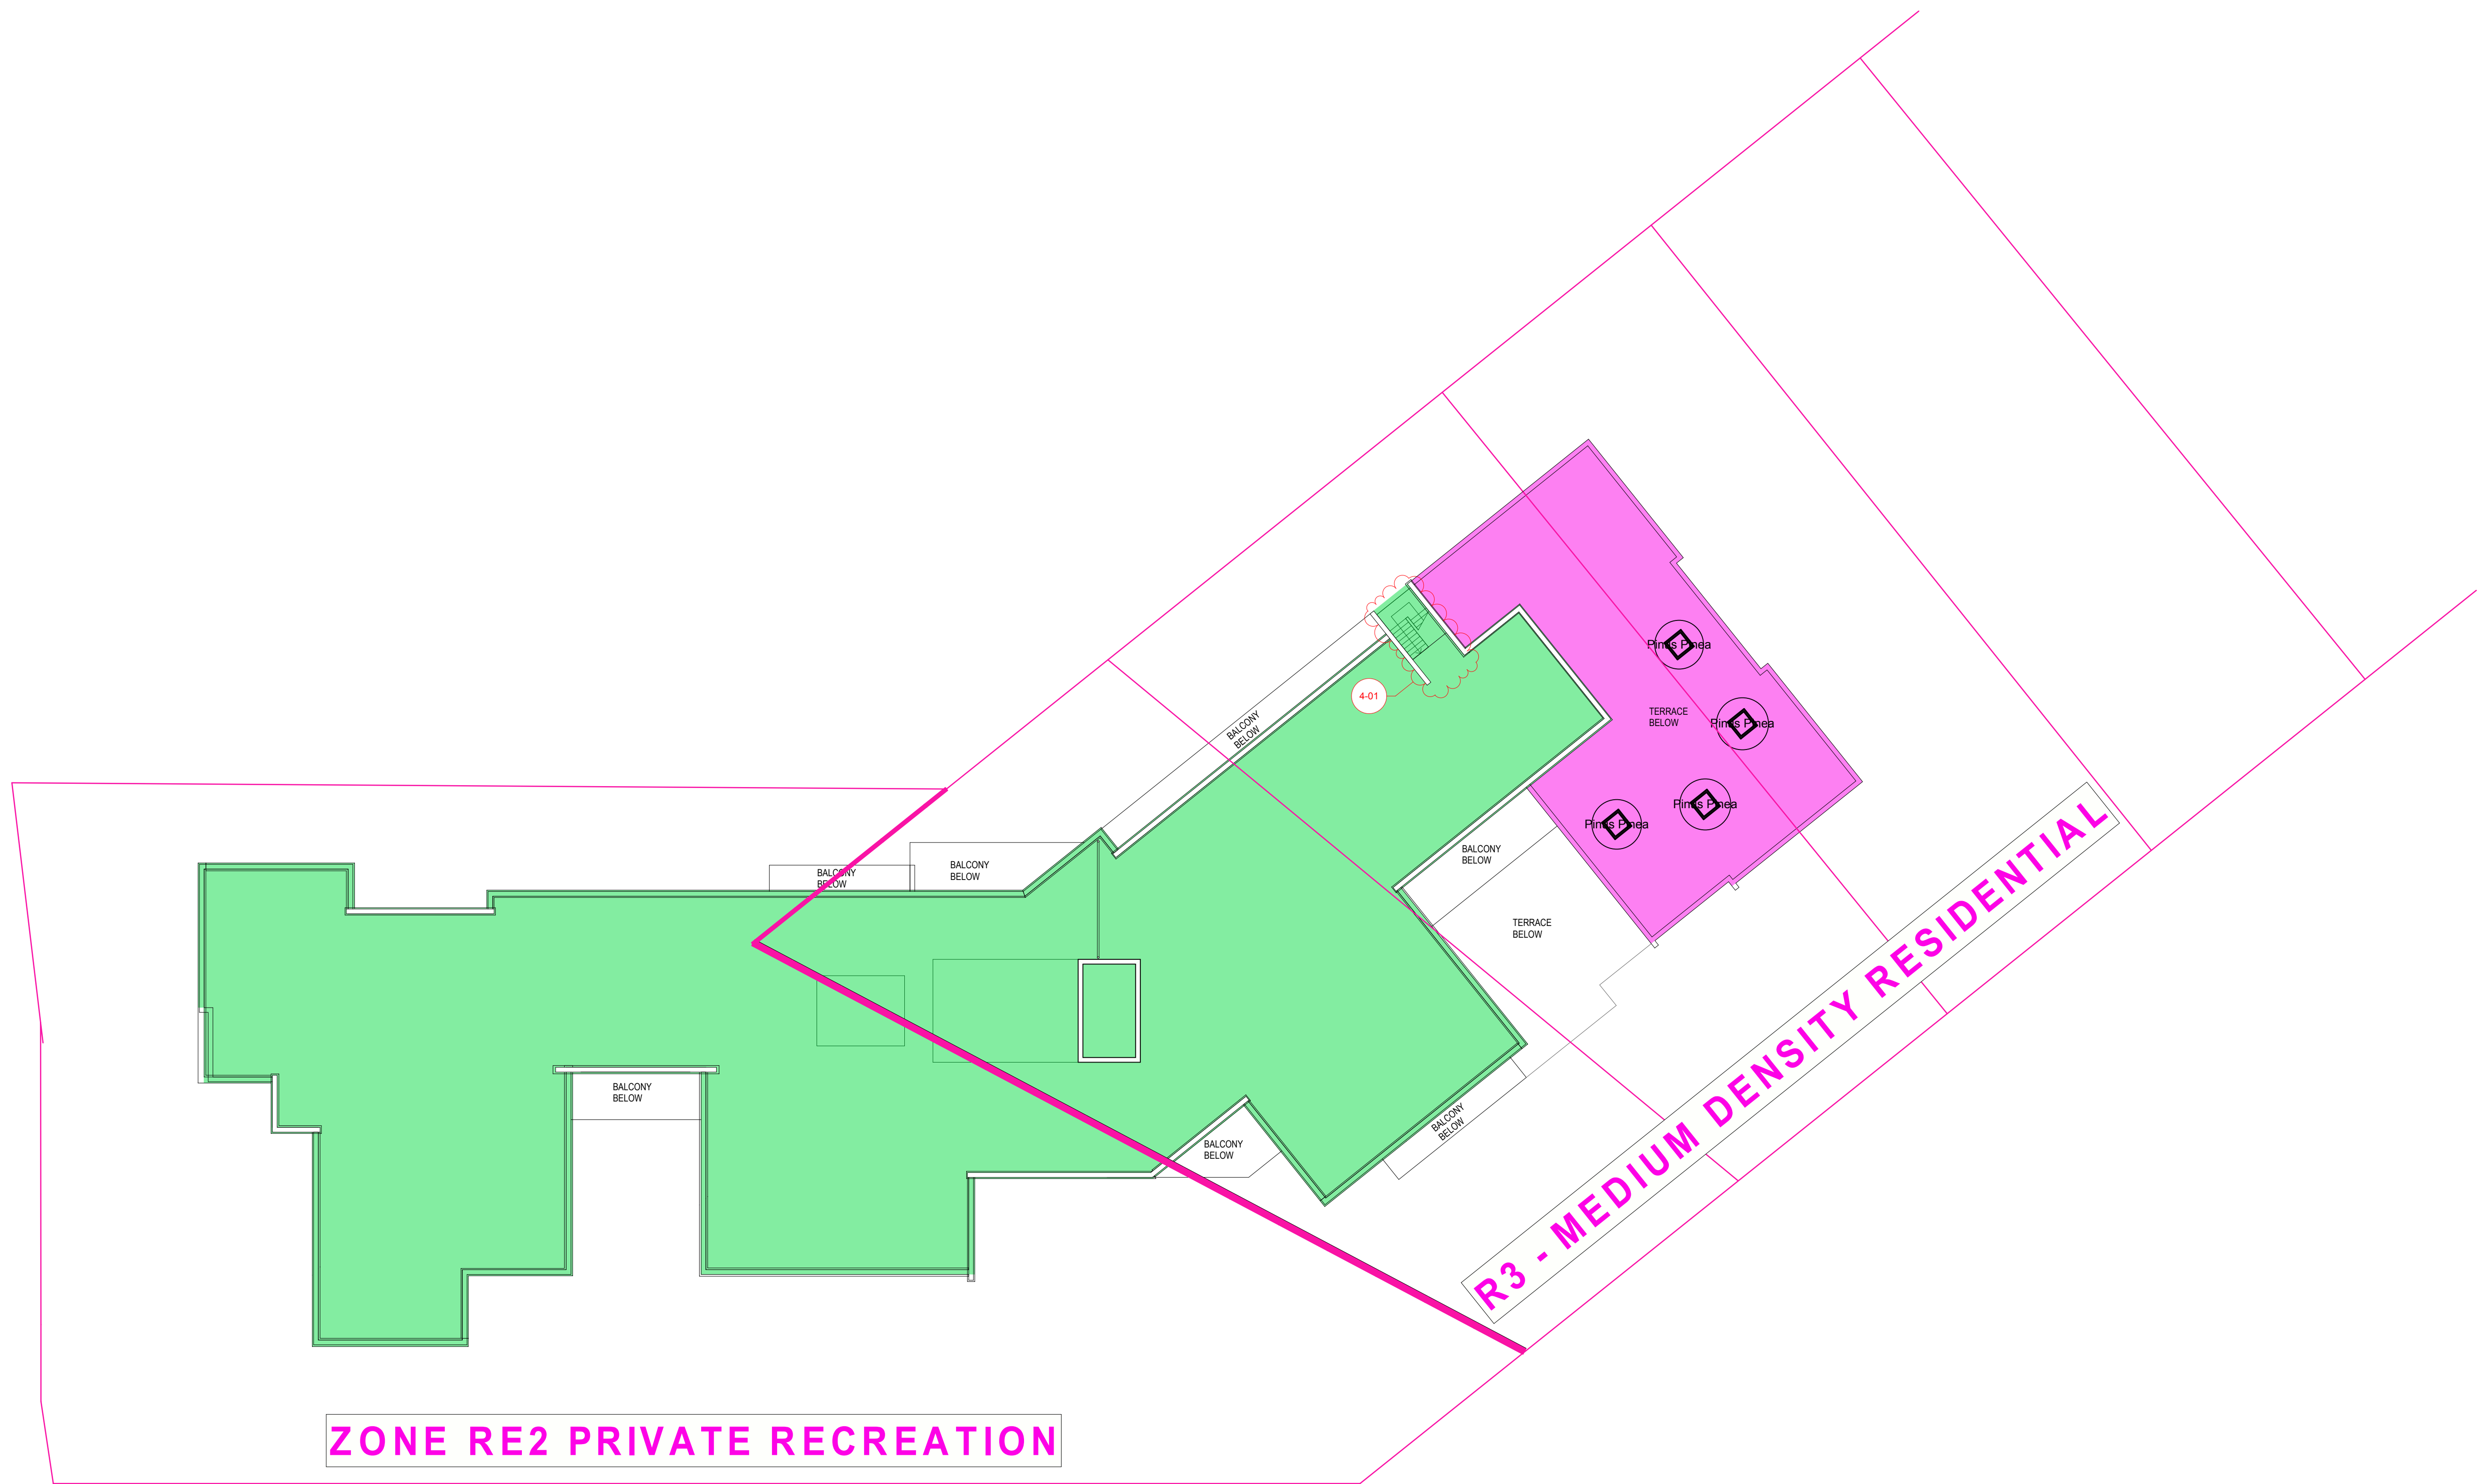 Pinus Pinea
4-01
TERRACE
BELOW
Pinus Pinea
BALCONY
BELOW
Pinus Pinea
Pinus Pinea
BALCONY
BELOW
BALCONY
BELOW
BALCONY
BELOW
TERRACE
BELOW
BALCONY
BELOW
BALCONY
BELOW
BALCONY
BELOW
R3 - MEDIUM DENSITY RESIDENTIAL
ZONE RE2 PRIVATE RECREATION